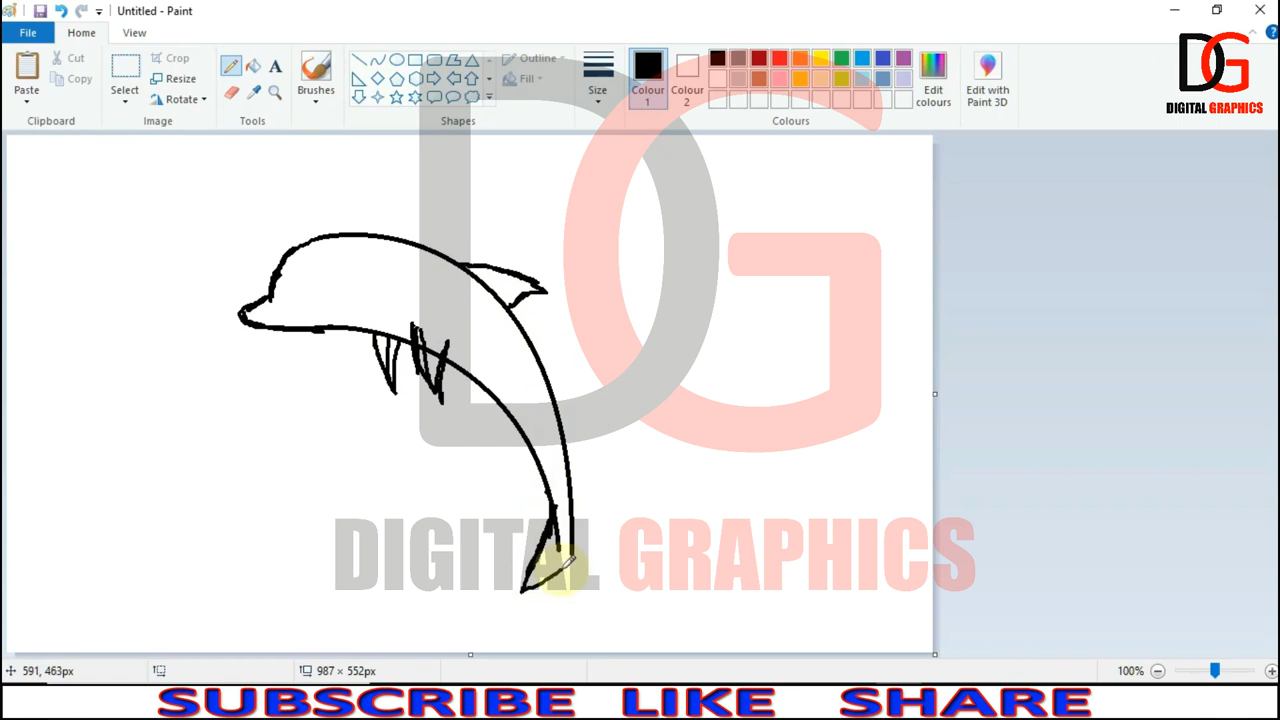 Untitled - Paint
File Home View
Paste
Cut
Copy
Clipboard
Select
Crop
Resize
Rotate
Image
A
Tools
Brushes
Outline
Fill
Shapes
Size
Colour 1
Colour 2
Edit colours
Edit with Paint 3D
Colours
?
DG
DIGITAL GRAPHICS
DG
DIGITAL GRAPHICS
591, 463px
987 × 552px
100%
SUBSCRIBE LIKE SHARE